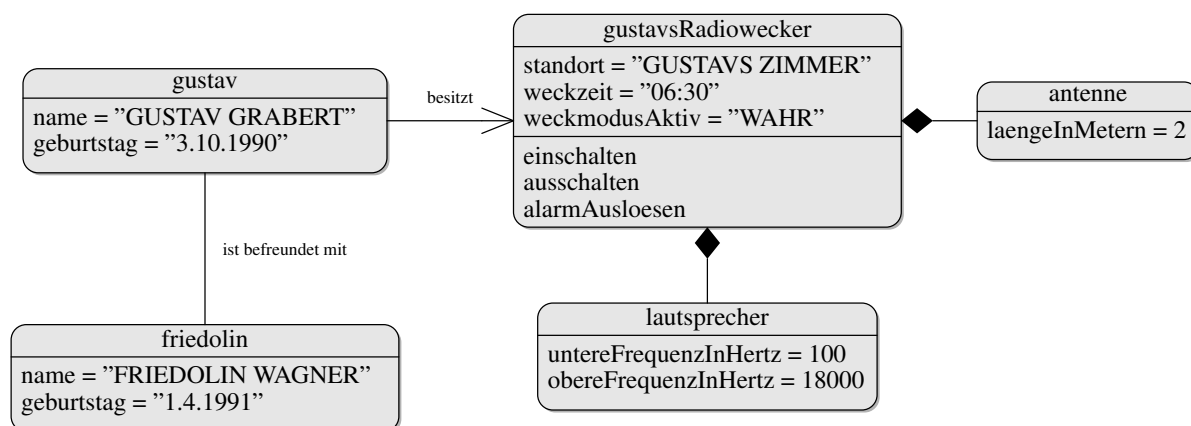 gustavsRadiowecker
standort = ”GUSTAVS ZIMMER”
weckzeit = ”06:30”
weckmodusAktiv = ”WAHR”
einschalten
ausschalten
alarmAusloesen
gustav
name = ”GUSTAV GRABERT”
geburtstag = ”3.10.1990”
besitzt
antenne
laengeInMetern = 2
ist befreundet mit
lautsprecher
untereFrequenzInHertz = 100
obereFrequenzInHertz = 18000
friedolin
name = ”FRIEDOLIN WAGNER”
geburtstag = ”1.4.1991”